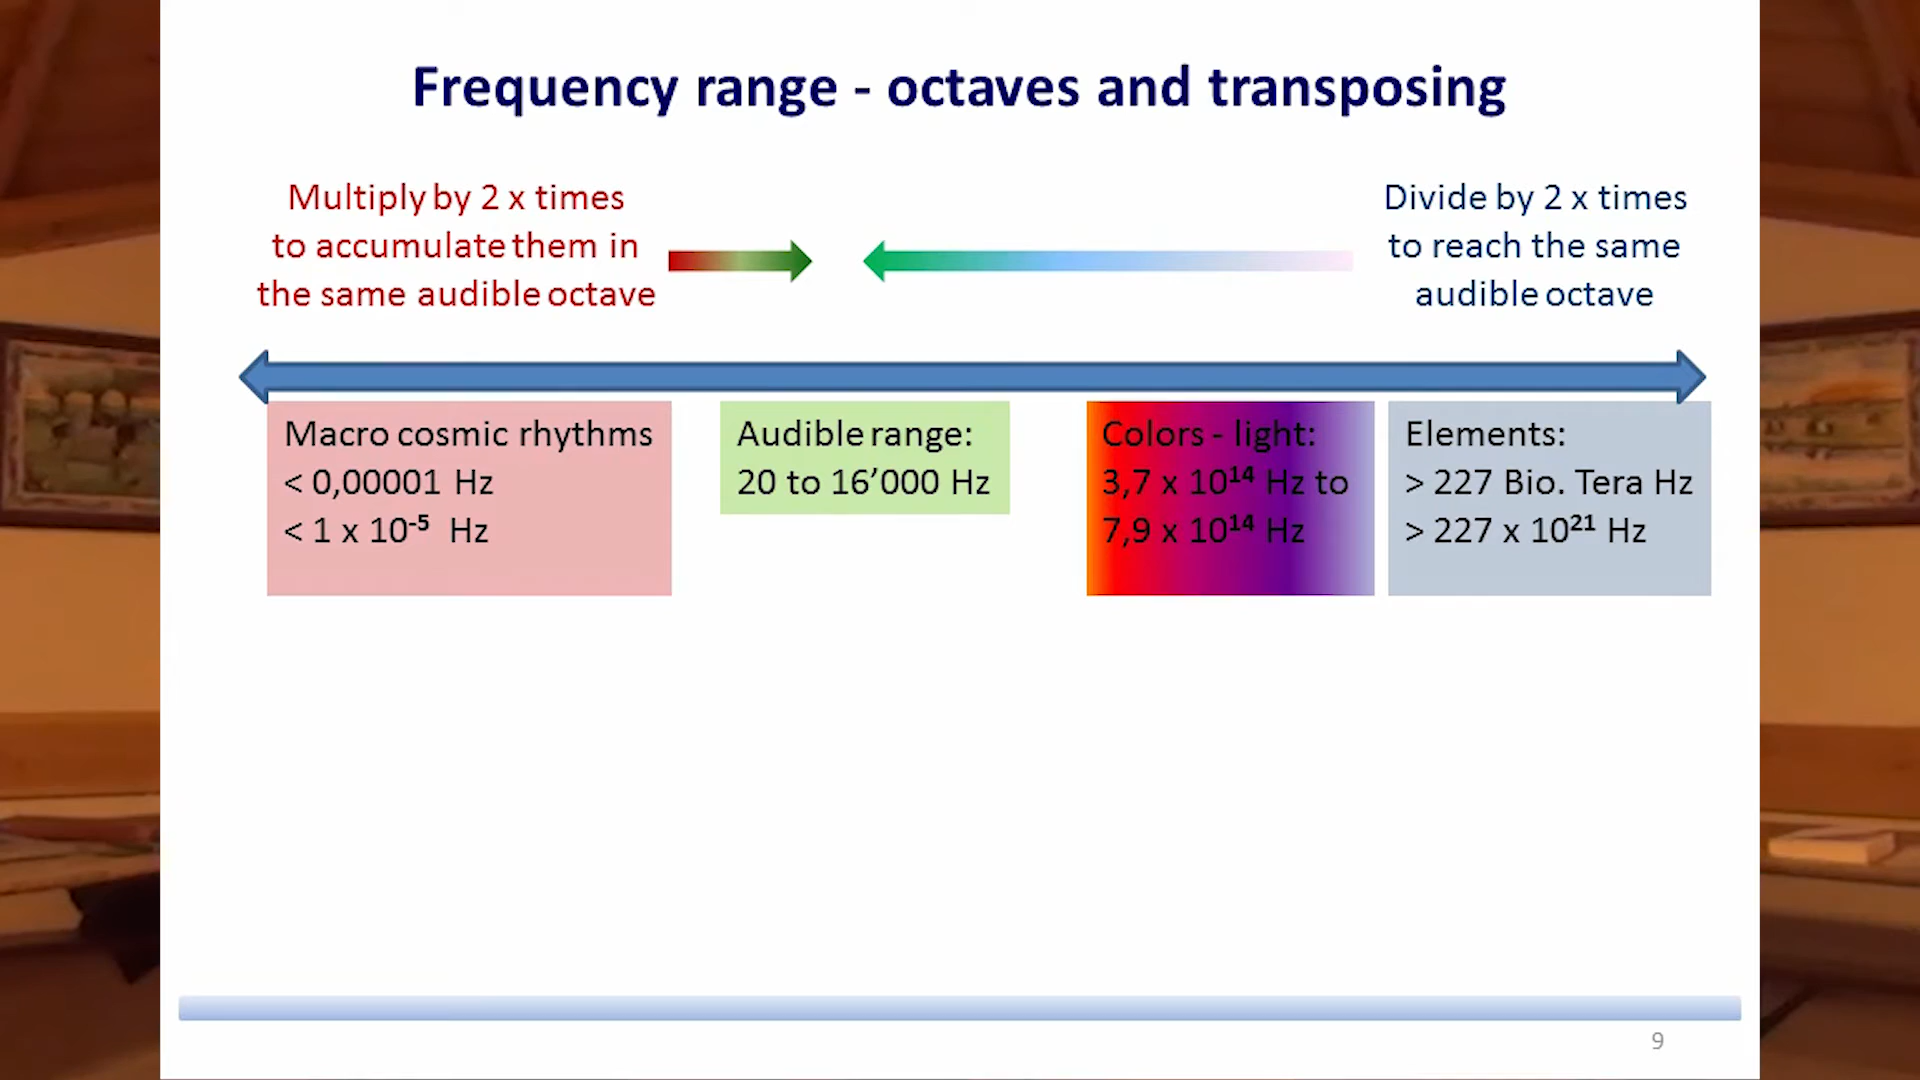 Frequency range - octaves and transposing
Multiply by 2 x times
to accumulate them in
the same audible octave
Divide by 2 x times
to reach the same
audible octave
Macro cosmic rhythms
< 0,00001 Hz
< 1 x 10⁻⁵ Hz
Audible range:
20 to 16’000 Hz
Colors - light:
3,7 x 10¹⁴ Hz to
7,9 x 10¹⁴ Hz
Elements:
> 227 Bio. Tera Hz
> 227 x 10²¹ Hz
9